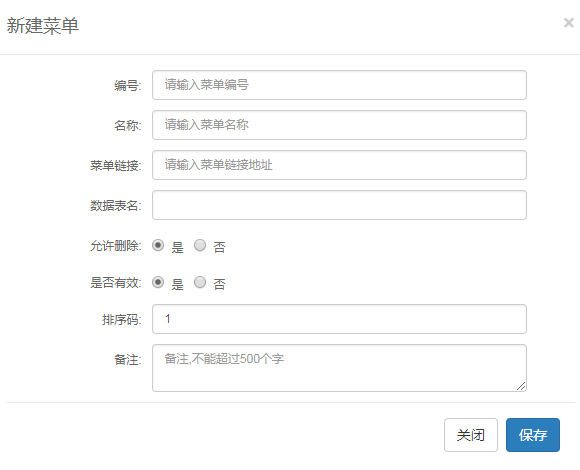 新建菜单 ×
编号: 请输入菜单编号
名称: 请输入菜单名称
菜单链接: 请输入菜单链接地址
数据表名:
允许删除: 是 否
是否有效: 是 否
排序码: 1
备注: 备注,不能超过500个字
关闭 保存